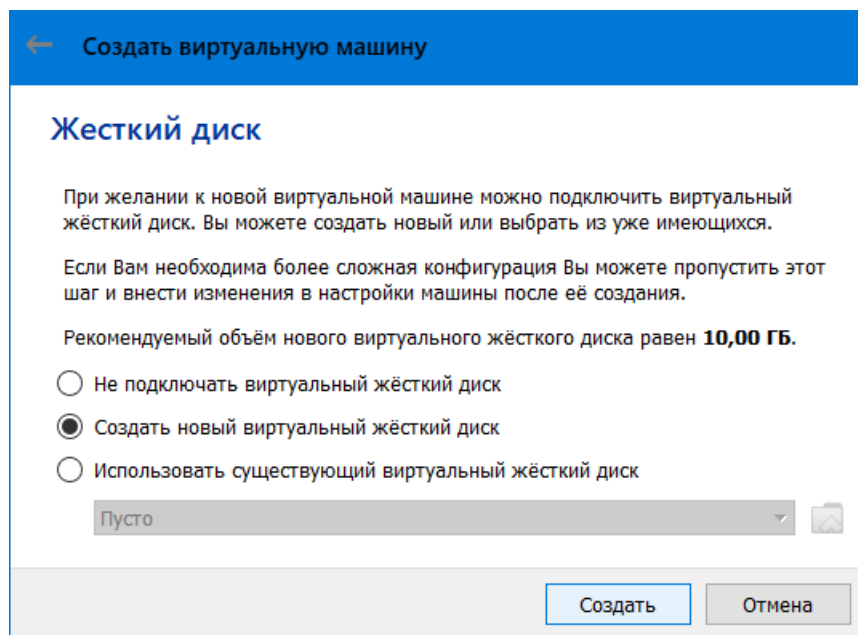 Создать виртуальную машину
Жесткий диск
При желании к новой виртуальной машине можно подключить виртуальный
жёсткий диск. Вы можете создать новый или выбрать из уже имеющихся.
Если Вам необходима более сложная конфигурация Вы можете пропустить этот
шаг и внести изменения в настройки машины после её создания.
Рекомендуемый объём нового виртуального жёсткого диска равен 10,00 ГБ.
Не подключать виртуальный жёсткий диск
Создать новый виртуальный жёсткий диск
Использовать существующий виртуальный жёсткий диск
Пусто
Создать
Отмена